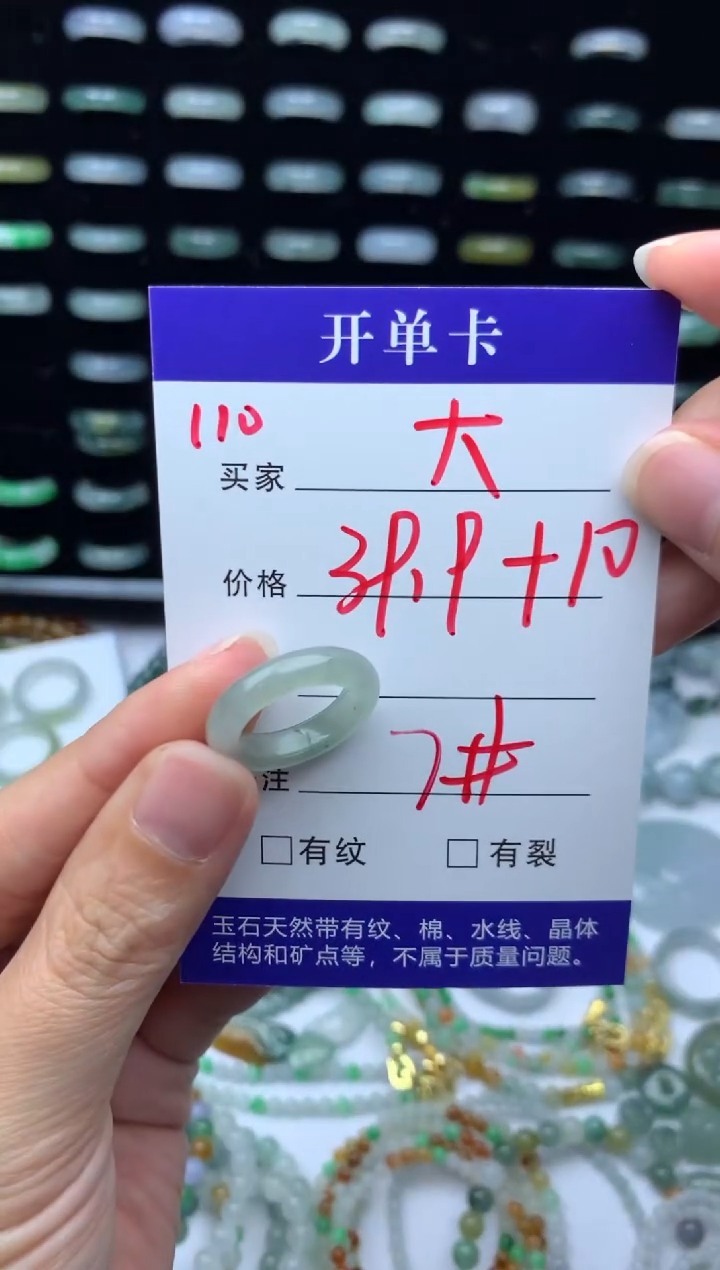 开单卡
110
买家 大
价格 39.9+10
注 7#
□有纹 □有裂
玉石天然带有纹、棉、水线、晶体
结构和矿点等，不属于质量问题。